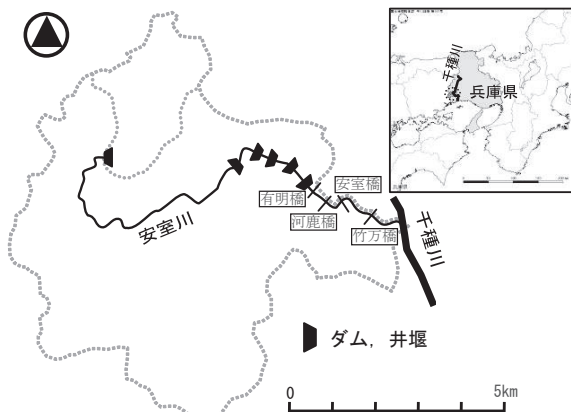 千種川
兵庫県
安室川
有明橋
河鹿橋
安室橋
竹万橋
千種川
ダム，井堰
0 5km